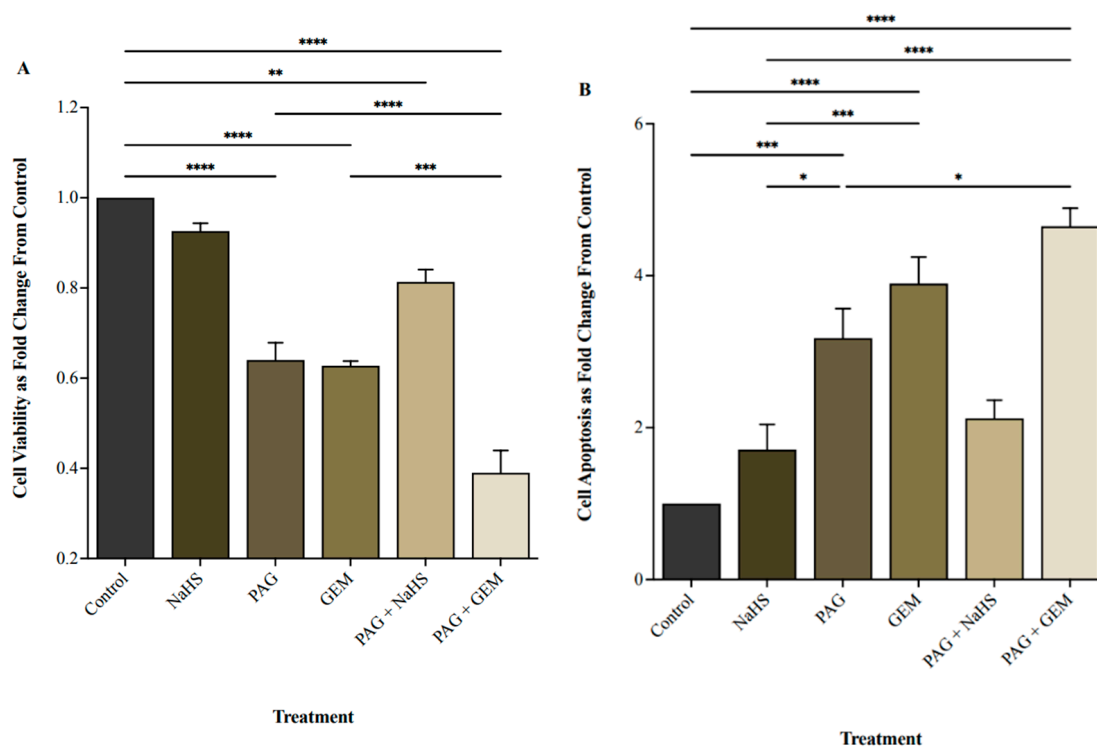 A
****
**
****
****
****
***
Cell Viability as Fold Change From Control
1.2
1.0
0.8
0.6
0.4
0.2
Control
NaHS
PAG
GEM
PAG + NaHS
PAG + GEM
Treatment
B
****
****
****
***
***
*
*
Cell Apoptosis as Fold Change From Control
6
4
2
0
Control
NaHS
PAG
GEM
PAG + NaHS
PAG + GEM
Treatment